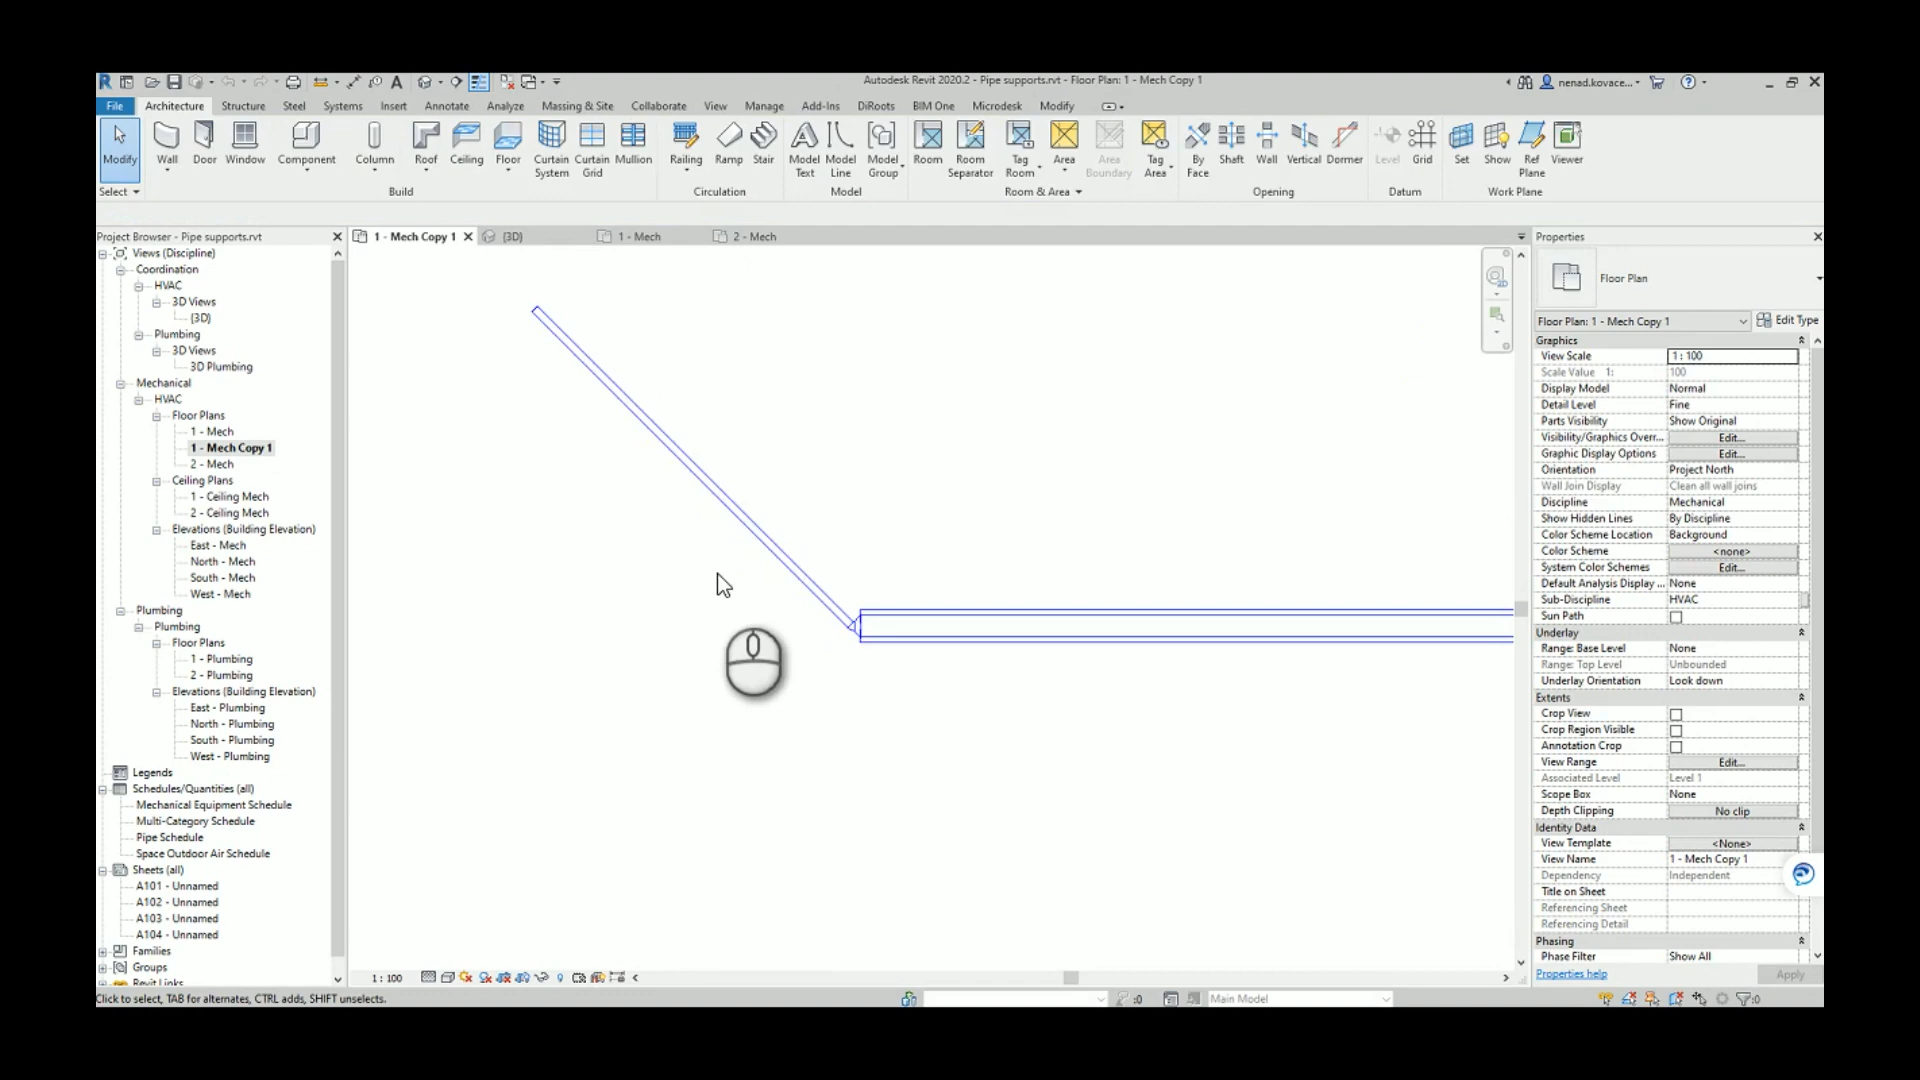 Autodesk Revit 2020.2 - Pipe supports.rvt - Floor Plan: 1 - Mech Copy 1
nenad.kovace...
File Architecture Structure Steel Systems Insert Annotate Analyze Massing & Site Collaborate View Manage Add-Ins DiRoots BIM One Microdesk Modify
Modify Wall Door Window Component Column Roof Ceiling Floor Curtain System Curtain Grid Mullion Railing Ramp Stair Model Text Model Line Model Group Room Room Separator Tag Room Area Area Boundary Tag Area By Face Shaft Wall Vertical Dormer Level Grid Set Show Ref Plane Viewer
Select Build Circulation Model Room & Area Opening Datum Work Plane
Project Browser - Pipe supports.rvt
1 - Mech Copy 1 {3D} 1 - Mech 2 - Mech
Views (Discipline)
Coordination
HVAC
3D Views
{3D}
Plumbing
3D Views
3D Plumbing
Mechanical
HVAC
Floor Plans
1 - Mech
1 - Mech Copy 1
2 - Mech
Ceiling Plans
1 - Ceiling Mech
2 - Ceiling Mech
Elevations (Building Elevation)
East - Mech
North - Mech
South - Mech
West - Mech
Plumbing
Plumbing
Floor Plans
1 - Plumbing
2 - Plumbing
Elevations (Building Elevation)
East - Plumbing
North - Plumbing
South - Plumbing
West - Plumbing
Legends
Schedules/Quantities (all)
Mechanical Equipment Schedule
Multi-Category Schedule
Pipe Schedule
Space Outdoor Air Schedule
Sheets (all)
A101 - Unnamed
A102 - Unnamed
A103 - Unnamed
A104 - Unnamed
Families
Groups
Revit Links
Properties
Floor Plan
Floor Plan: 1 - Mech Copy 1 Edit Type
Graphics
View Scale 1 : 100
Scale Value 1: 100
Display Model Normal
Detail Level Fine
Parts Visibility Show Original
Visibility/Graphics Overr... Edit...
Graphic Display Options Edit...
Orientation Project North
Wall Join Display Clean all wall joins
Discipline Mechanical
Show Hidden Lines By Discipline
Color Scheme Location Background
Color Scheme <none>
System Color Schemes Edit...
Default Analysis Display ... None
Sub-Discipline HVAC
Sun Path
Underlay
Range: Base Level None
Range: Top Level Unbounded
Underlay Orientation Look down
Extents
Crop View
Crop Region Visible
Annotation Crop
View Range Edit...
Associated Level Level 1
Scope Box None
Depth Clipping No clip
Identity Data
View Template <None>
View Name 1 - Mech Copy 1
Dependency Independent
Title on Sheet
Referencing Sheet
Referencing Detail
Phasing
Phase Filter Show All
Properties help Apply
1 : 100
Click to select, TAB for alternates, CTRL adds, SHIFT unselects.
:0 Main Model :0